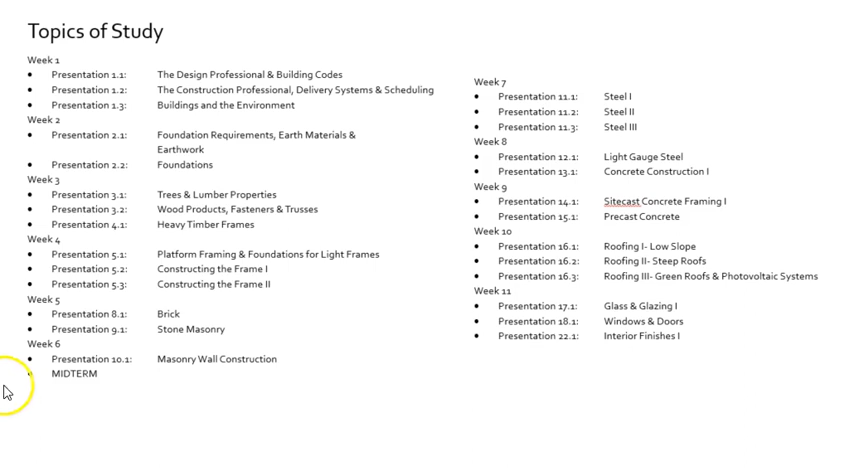 Topics of Study
Week 1
• Presentation 1.1: The Design Professional & Building Codes
• Presentation 1.2: The Construction Professional, Delivery Systems & Scheduling
• Presentation 1.3: Buildings and the Environment
Week 2
• Presentation 2.1: Foundation Requirements, Earth Materials &
Earthwork
• Presentation 2.2: Foundations
Week 3
• Presentation 3.1: Trees & Lumber Properties
• Presentation 3.2: Wood Products, Fasteners & Trusses
• Presentation 4.1: Heavy Timber Frames
Week 4
• Presentation 5.1: Platform Framing & Foundations for Light Frames
• Presentation 5.2: Constructing the Frame I
• Presentation 5.3: Constructing the Frame II
Week 5
• Presentation 8.1: Brick
• Presentation 9.1: Stone Masonry
Week 6
• Presentation 10.1: Masonry Wall Construction
• MIDTERM
Week 7
• Presentation 11.1: Steel I
• Presentation 11.2: Steel II
• Presentation 11.3: Steel III
Week 8
• Presentation 12.1: Light Gauge Steel
• Presentation 13.1: Concrete Construction I
Week 9
• Presentation 14.1: Sitecast Concrete Framing I
• Presentation 15.1: Precast Concrete
Week 10
• Presentation 16.1: Roofing I- Low Slope
• Presentation 16.2: Roofing II- Steep Roofs
• Presentation 16.3: Roofing III- Green Roofs & Photovoltaic Systems
Week 11
• Presentation 17.1: Glass & Glazing I
• Presentation 18.1: Windows & Doors
• Presentation 22.1: Interior Finishes I